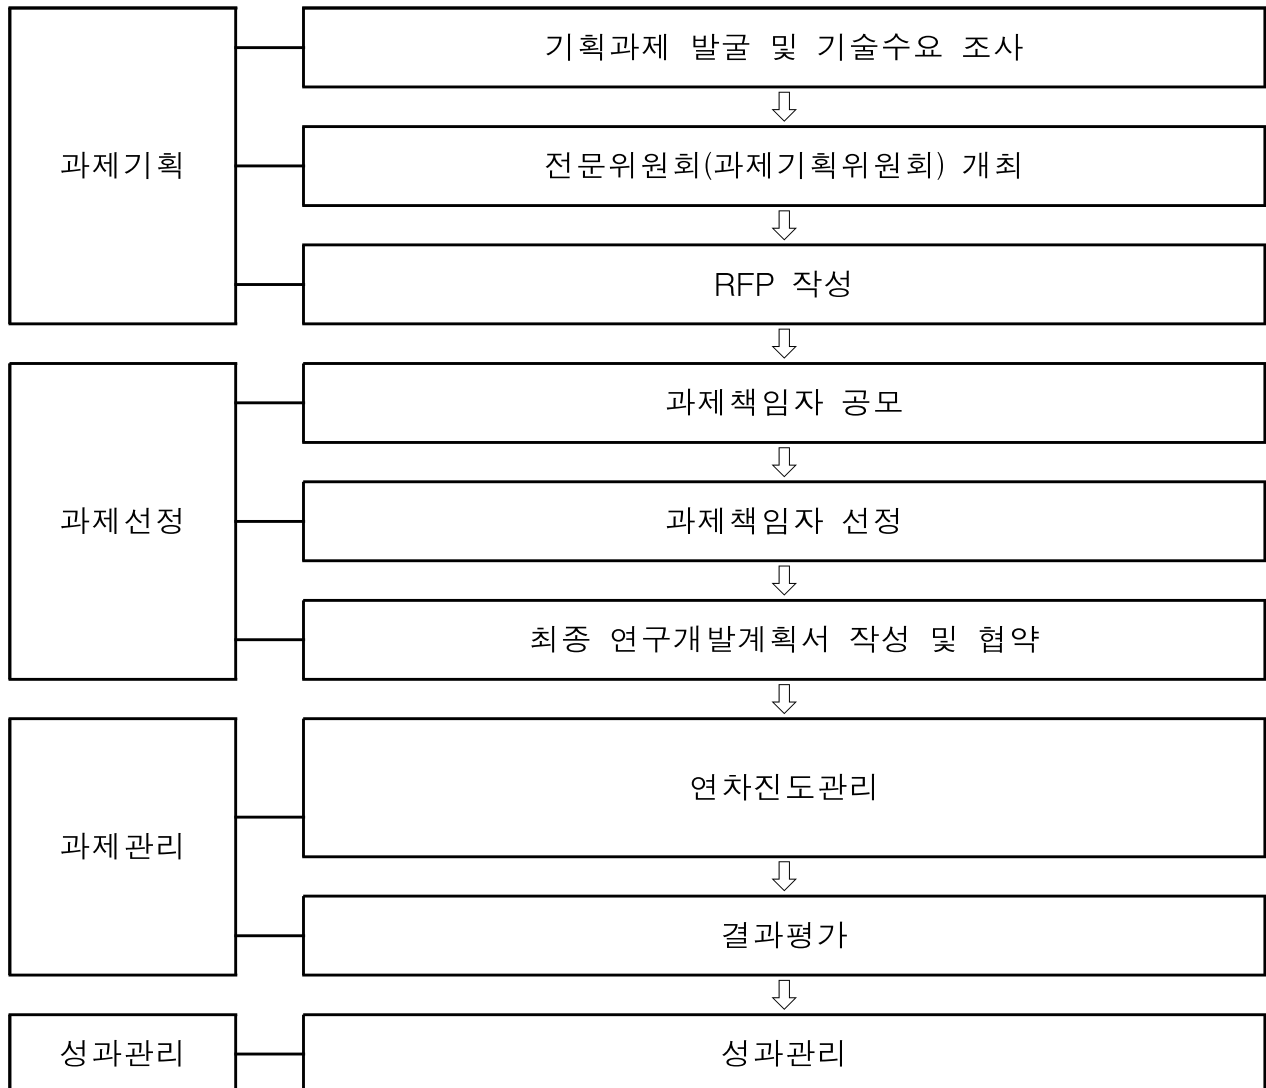 과제기획
기획과제 발굴 및 기술수요 조사
전문위원회(과제기획위원회) 개최
RFP 작성
과제선정
과제책임자 공모
과제책임자 선정
최종 연구개발계획서 작성 및 협약
과제관리
연차진도관리
결과평가
성과관리
성과관리